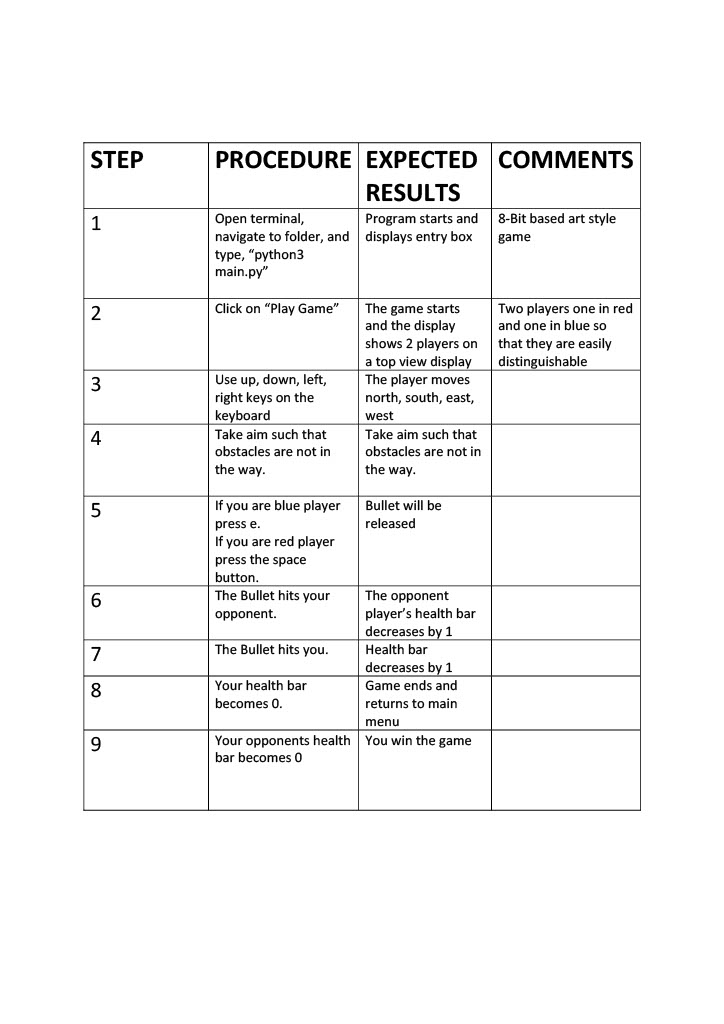 STEP PROCEDURE EXPECTED RESULTS COMMENTS
1
Open terminal,
navigate to folder, and
type, “python3
main.py”
Program starts and
displays entry box
8-Bit based art style
game
2
Click on “Play Game”
The game starts
and the display
shows 2 players on
a top view display
Two players one in red
and one in blue so
that they are easily
distinguishable
3
Use up, down, left,
right keys on the
keyboard
The player moves
north, south, east,
west
4
Take aim such that
obstacles are not in
the way.
Take aim such that
obstacles are not in
the way.
5
If you are blue player
press e.
If you are red player
press the space
button.
Bullet will be
released
6
The Bullet hits your
opponent.
The opponent
player’s health bar
decreases by 1
7
The Bullet hits you.
Health bar
decreases by 1
8
Your health bar
becomes 0.
Game ends and
returns to main
menu
9
Your opponents health
bar becomes 0
You win the game